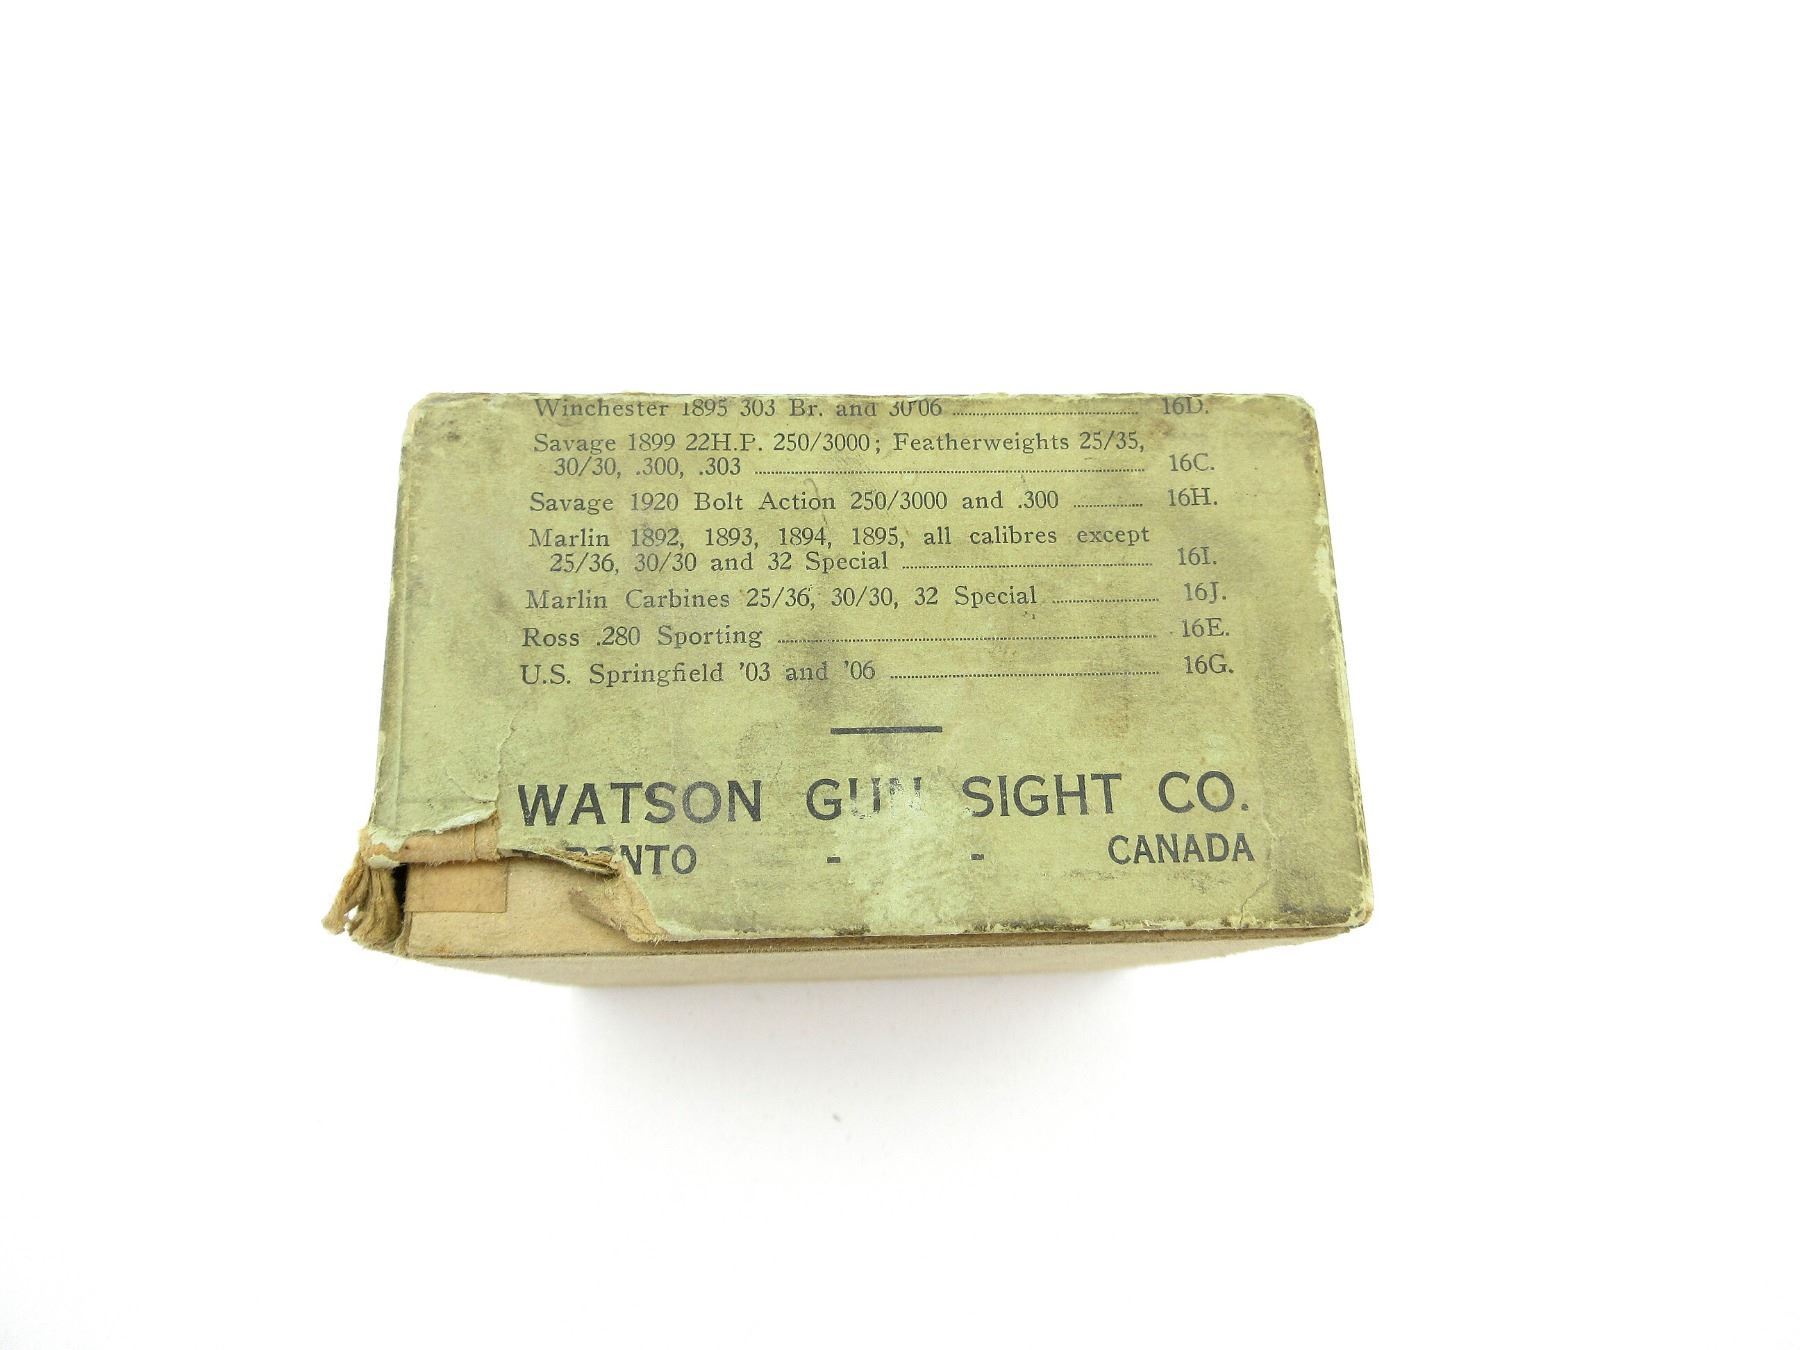 Winchester 1895 303 Br. and 30'06 ........ 16D.
Savage 1899 22H.P. 250/3000; Featherweights 25/35,
30/30, .300, .303 ........ 16C.
Savage 1920 Bolt Action 250/3000 and .300 ........ 16H.
Marlin 1892, 1893, 1894, 1895, all calibres except
25/36, 30/30 and 32 Special ........ 16I.
Marlin Carbines 25/36, 30/30, 32 Special ........ 16J.
Ross .280 Sporting ........ 16E.
U.S. Springfield '03 and '06 ........ 16G.
WATSON GUN SIGHT CO.
TORONTO - - CANADA